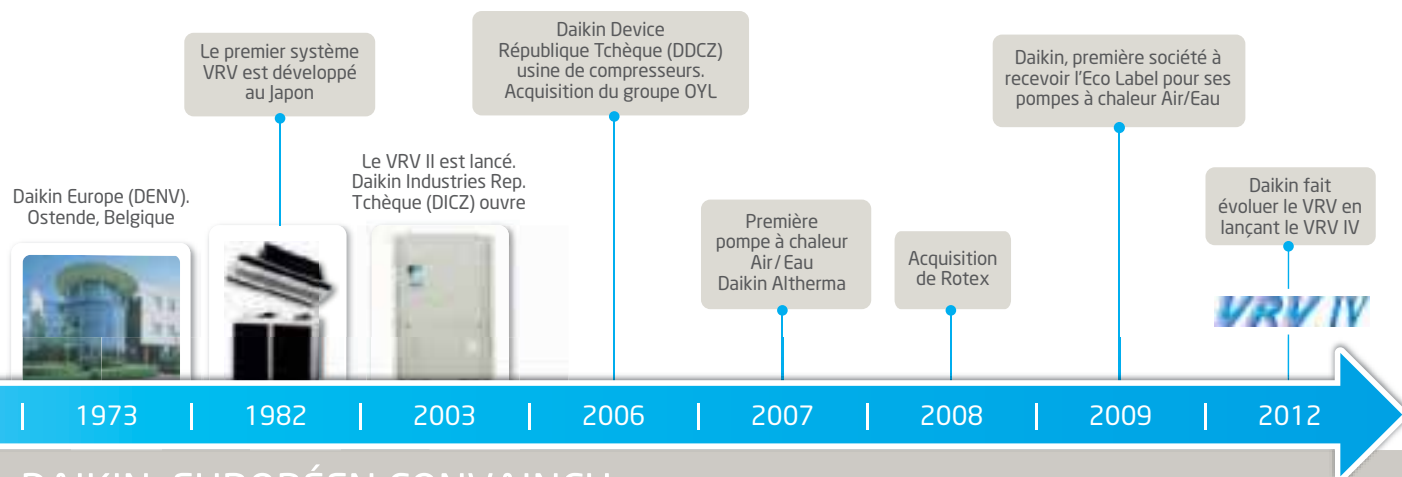 Daikin Europe (DENV).
Ostende, Belgique
Le premier système
VRV est développé
au Japon
Le VRV II est lancé.
Daikin Industries Rep.
Tchèque (DICZ) ouvre
Daikin Device
République Tchèque (DDCZ)
usine de compresseurs.
Acquisition du groupe OYL
Première
pompe à chaleur
Air/Eau
Daikin Altherma
Acquisition
de Rotex
Daikin, première société à
recevoir l'Eco Label pour ses
pompes à chaleur Air/Eau
Daikin fait
évoluer le VRV en
lançant le VRV IV
VRV IV
1973 | 1982 | 2003 | 2006 | 2007 | 2008 | 2009 | 2012
DAIKIN, EUROPÉEN CONVAINCU